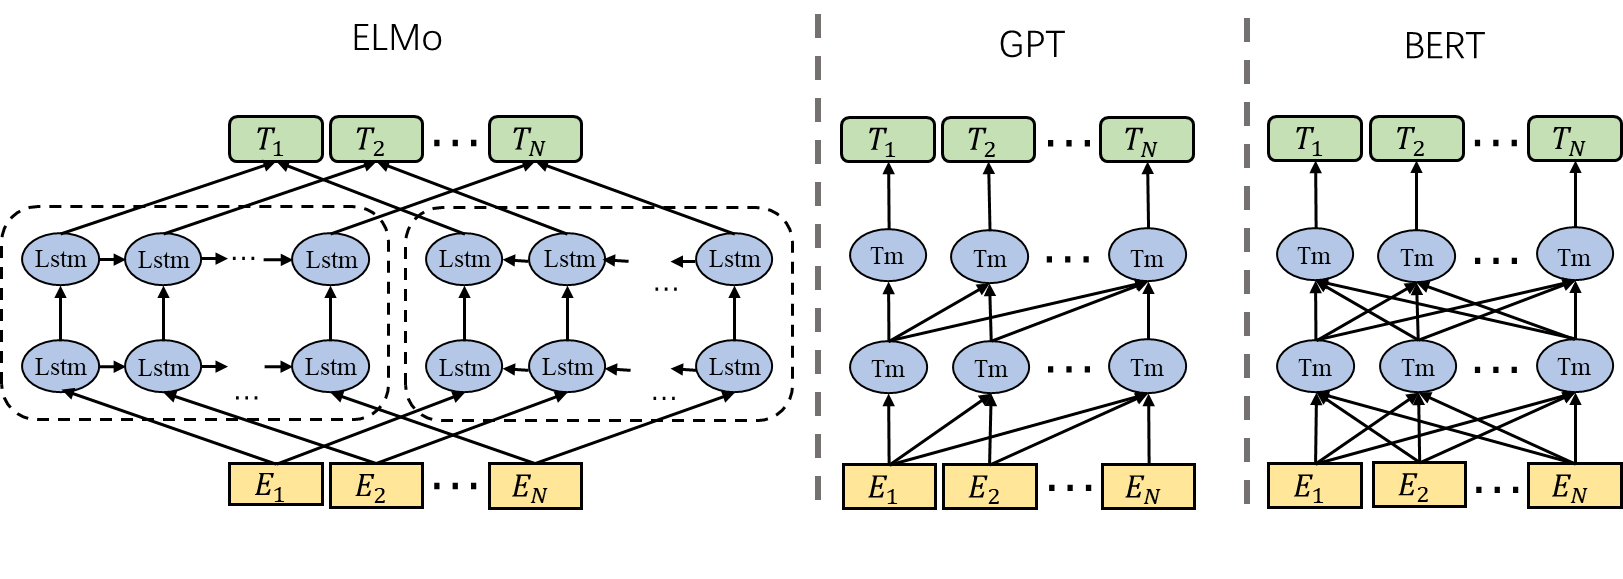 ELMo
T1 T2 ... TN
Lstm Lstm ... Lstm Lstm Lstm ... Lstm
Lstm Lstm ... Lstm Lstm Lstm ... Lstm
E1 E2 ... EN
GPT
T1 T2 ... TN
Tm Tm ... Tm
Tm Tm ... Tm
E1 E2 ... EN
BERT
T1 T2 ... TN
Tm Tm ... Tm
Tm Tm ... Tm
E1 E2 ... EN